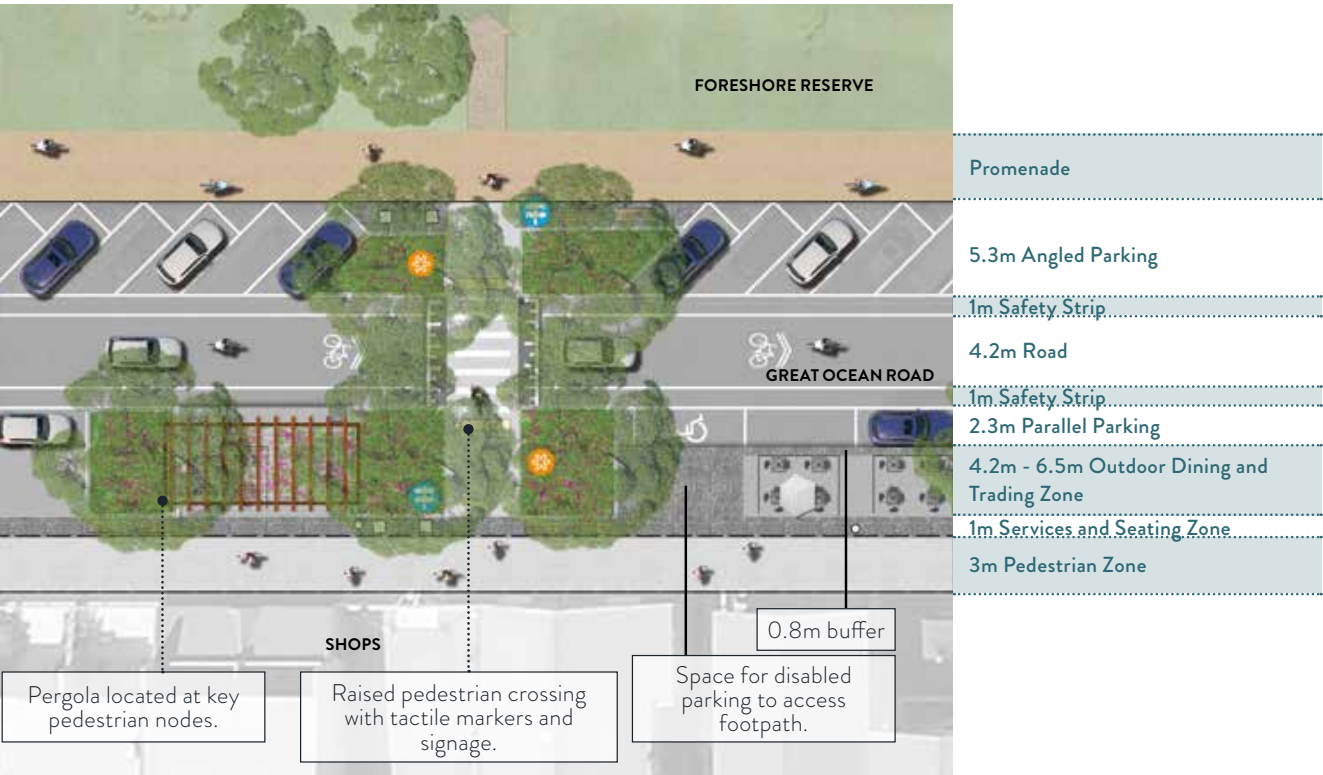 FORESHORE RESERVE
Promenade
5.3m Angled Parking
1m Safety Strip
4.2m Road
GREAT OCEAN ROAD
1m Safety Strip
2.3m Parallel Parking
4.2m - 6.5m Outdoor Dining and
Trading Zone
1m Services and Seating Zone
3m Pedestrian Zone
SHOPS
0.8m buffer
Pergola located at key
pedestrian nodes.
Raised pedestrian crossing
with tactile markers and
signage.
Space for disabled
parking to access
footpath.